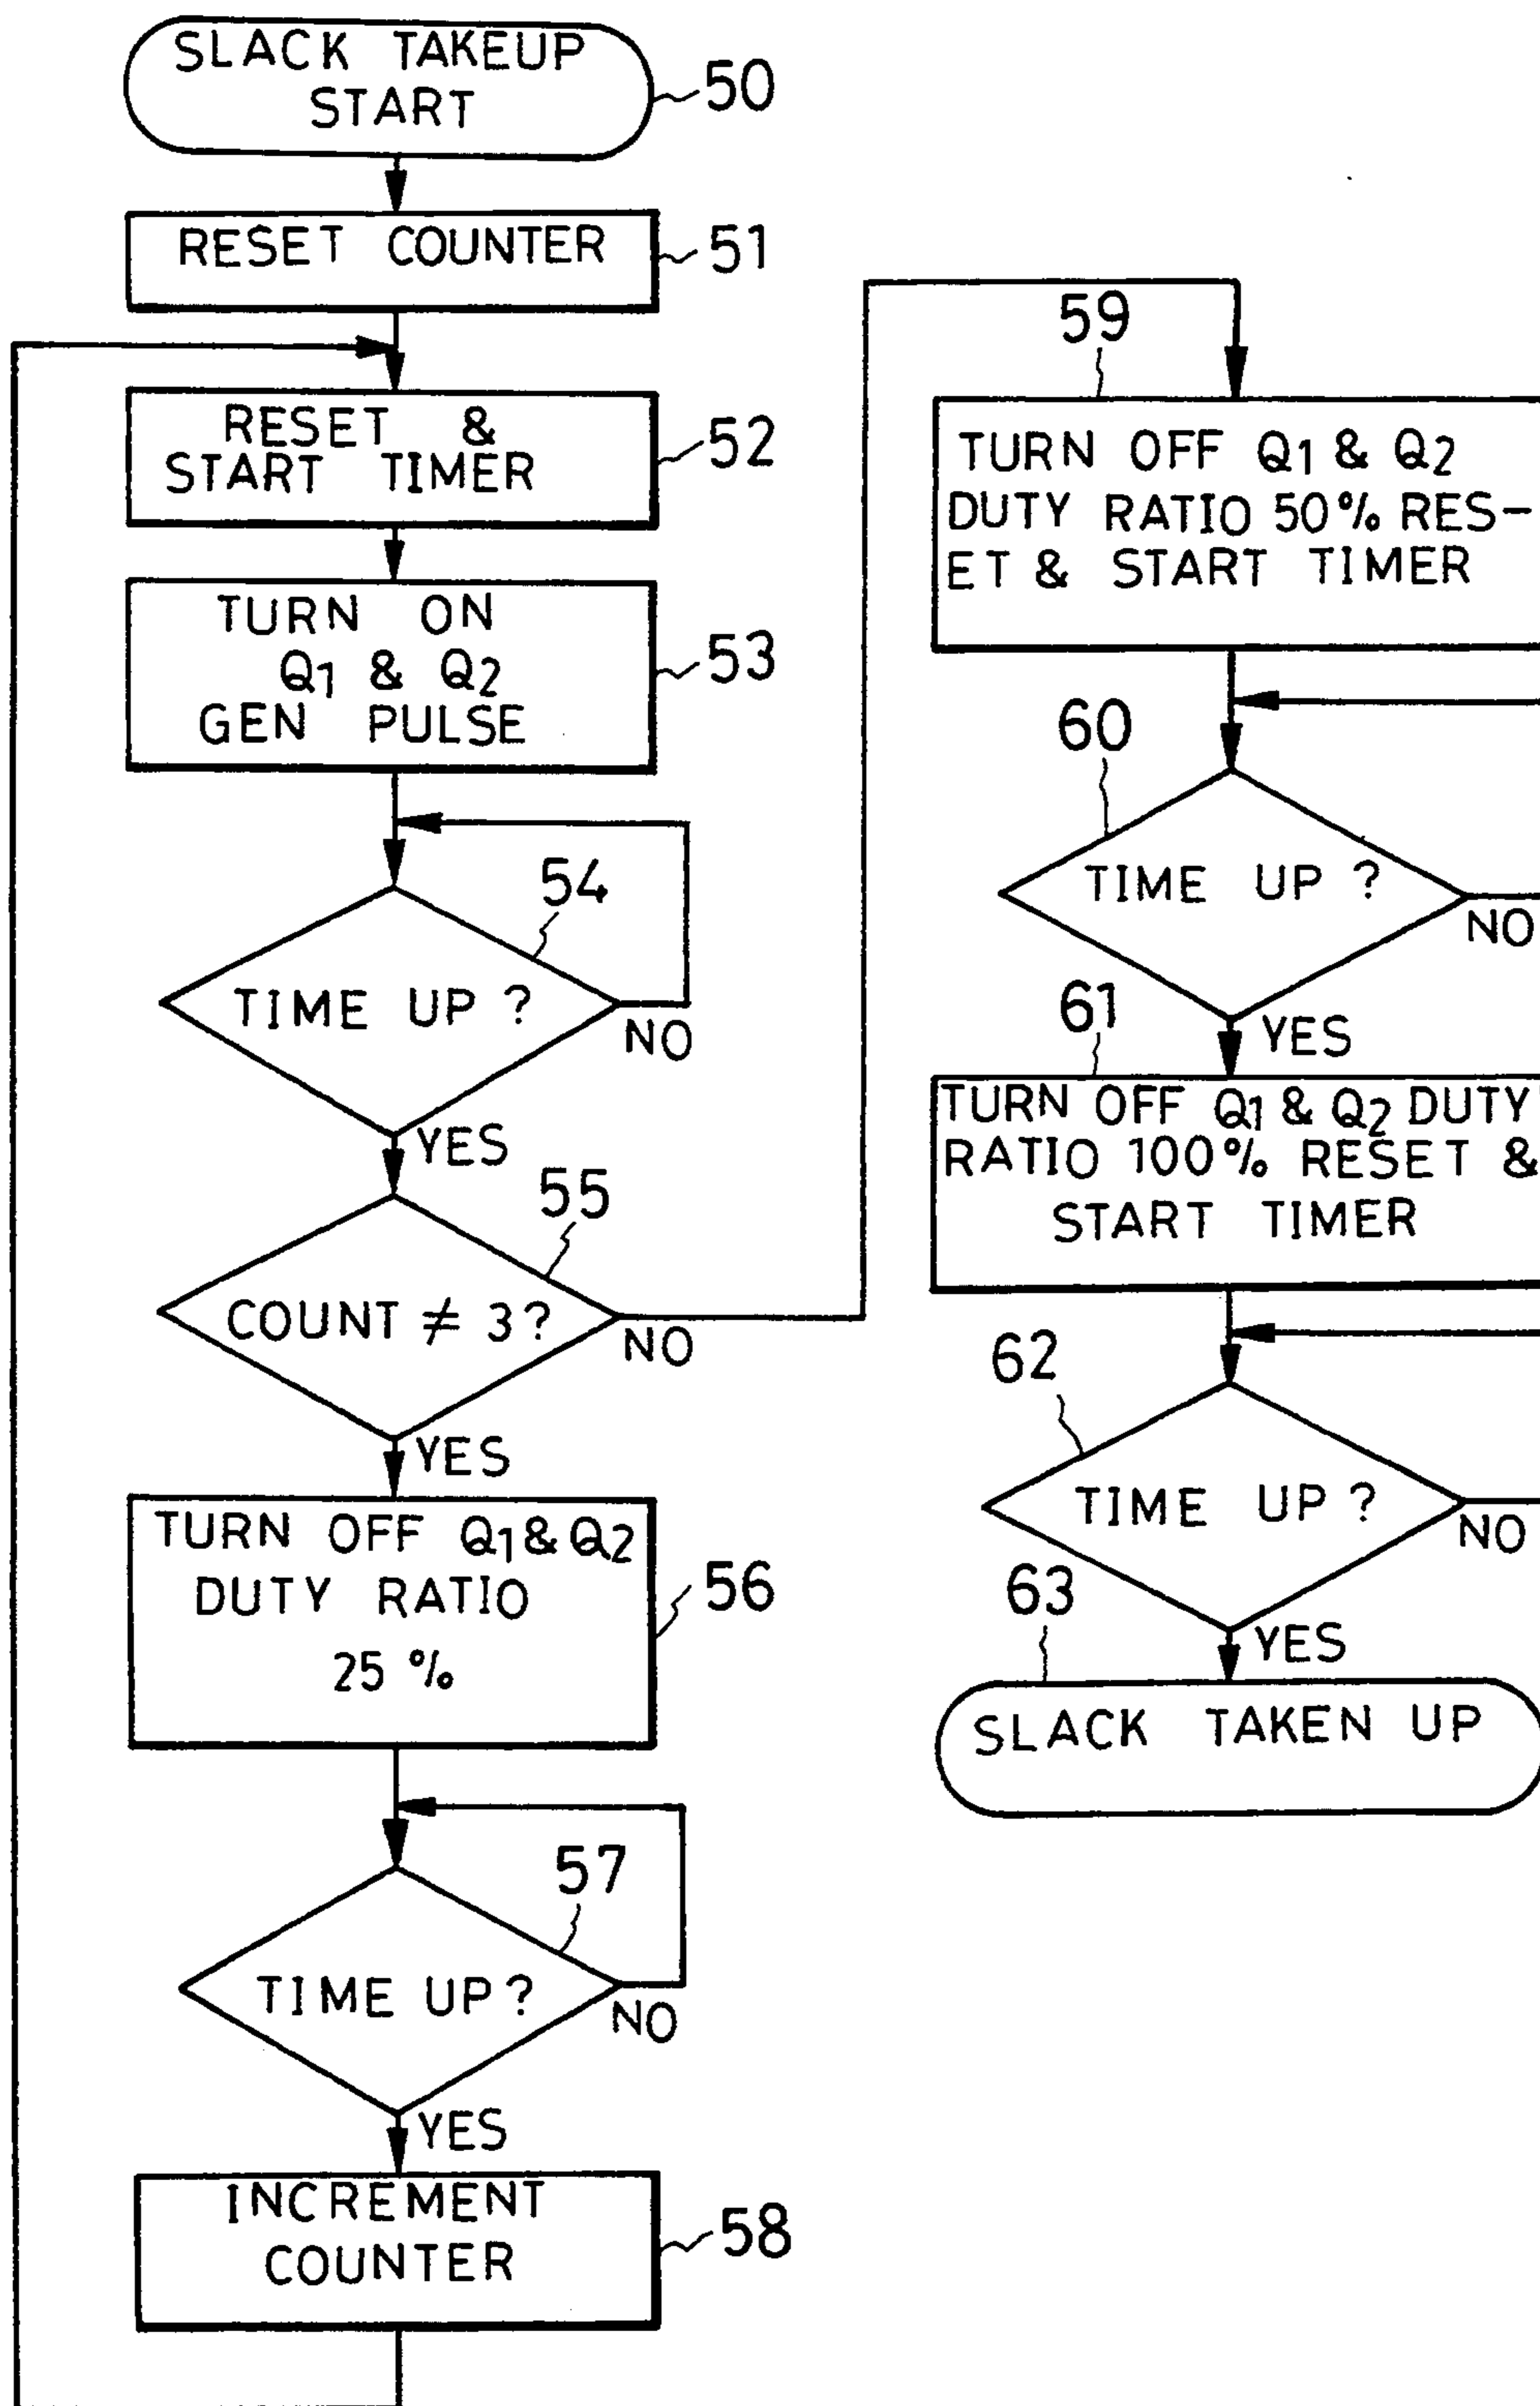 SLACK TAKEUP
START
50
RESET COUNTER
51
RESET &
START TIMER
52
TURN ON
Q1 & Q2
GEN PULSE
53
54
TIME UP ?
NO
YES
55
COUNT ≠ 3?
NO
YES
TURN OFF Q1 & Q2
DUTY RATIO
25 %
56
57
TIME UP ?
NO
YES
INCREMENT
COUNTER
58
59
TURN OFF Q1 & Q2
DUTY RATIO 50% RES-
ET & START TIMER
60
TIME UP ?
NO
YES
61
TURN OFF Q1 & Q2 DUTY
RATIO 100% RESET &
START TIMER
62
TIME UP ?
NO
YES
63
SLACK TAKEN UP